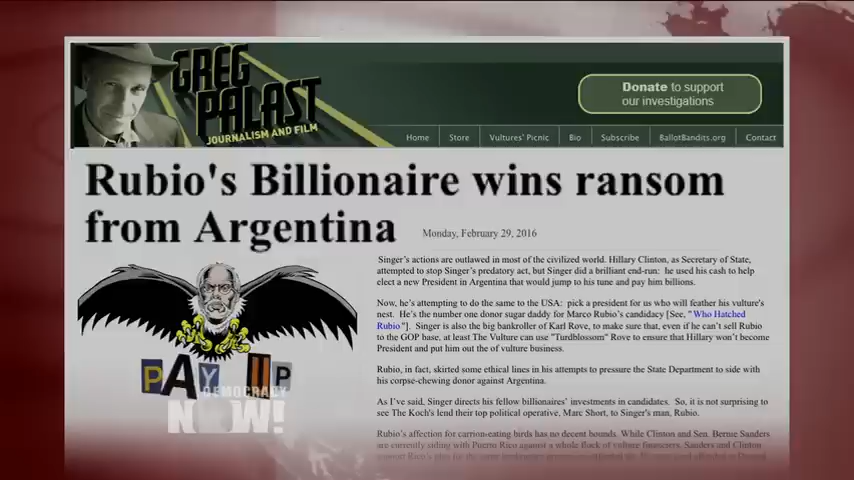 GREG
PALAST
JOURNALISM AND FILM
Donate to support
our investigations
Home Store Vultures' Picnic Bio Subscribe BallotBandits.org Contact
Rubio's Billionaire wins ransom
from Argentina
Monday, February 29, 2016
Singer's actions are outlawed in most of the civilized world. Hillary Clinton, as Secretary of State,
attempted to stop Singer's predatory act, but Singer did a brilliant end-run: he used his cash to help
elect a new President in Argentina that would jump to his tune and pay him billions.
Now, he's attempting to do the same to the USA: pick a president for us who will feather his vulture's
nest. He's the number one donor sugar daddy for Marco Rubio's candidacy [See, "Who Hatched
Rubio"]. Singer is also the big bankroller of Karl Rove, to make sure that, even if he can't sell Rubio
to the GOP base, at least The Vulture can use "Turdblossom" Rove to ensure that Hillary won't become
President and put him out the of vulture business.
Rubio, in fact, skirted some ethical lines in his attempts to pressure the State Department to side with
his corpse-chewing donor against Argentina.
As I've said, Singer directs his fellow billionaires' investments in candidates. So, it is not surprising to
see The Koch's lend their top political operative, Marc Short, to Singer's man, Rubio.
Rubio's affection for carrion-eating birds has no decent bounds. While Clinton and Sen. Bernie Sanders
are currently siding with Puerto Rico against a whole flock of vulture financiers, Sanders and Clinton
PAY UP
DEMOCRACY
NOW!